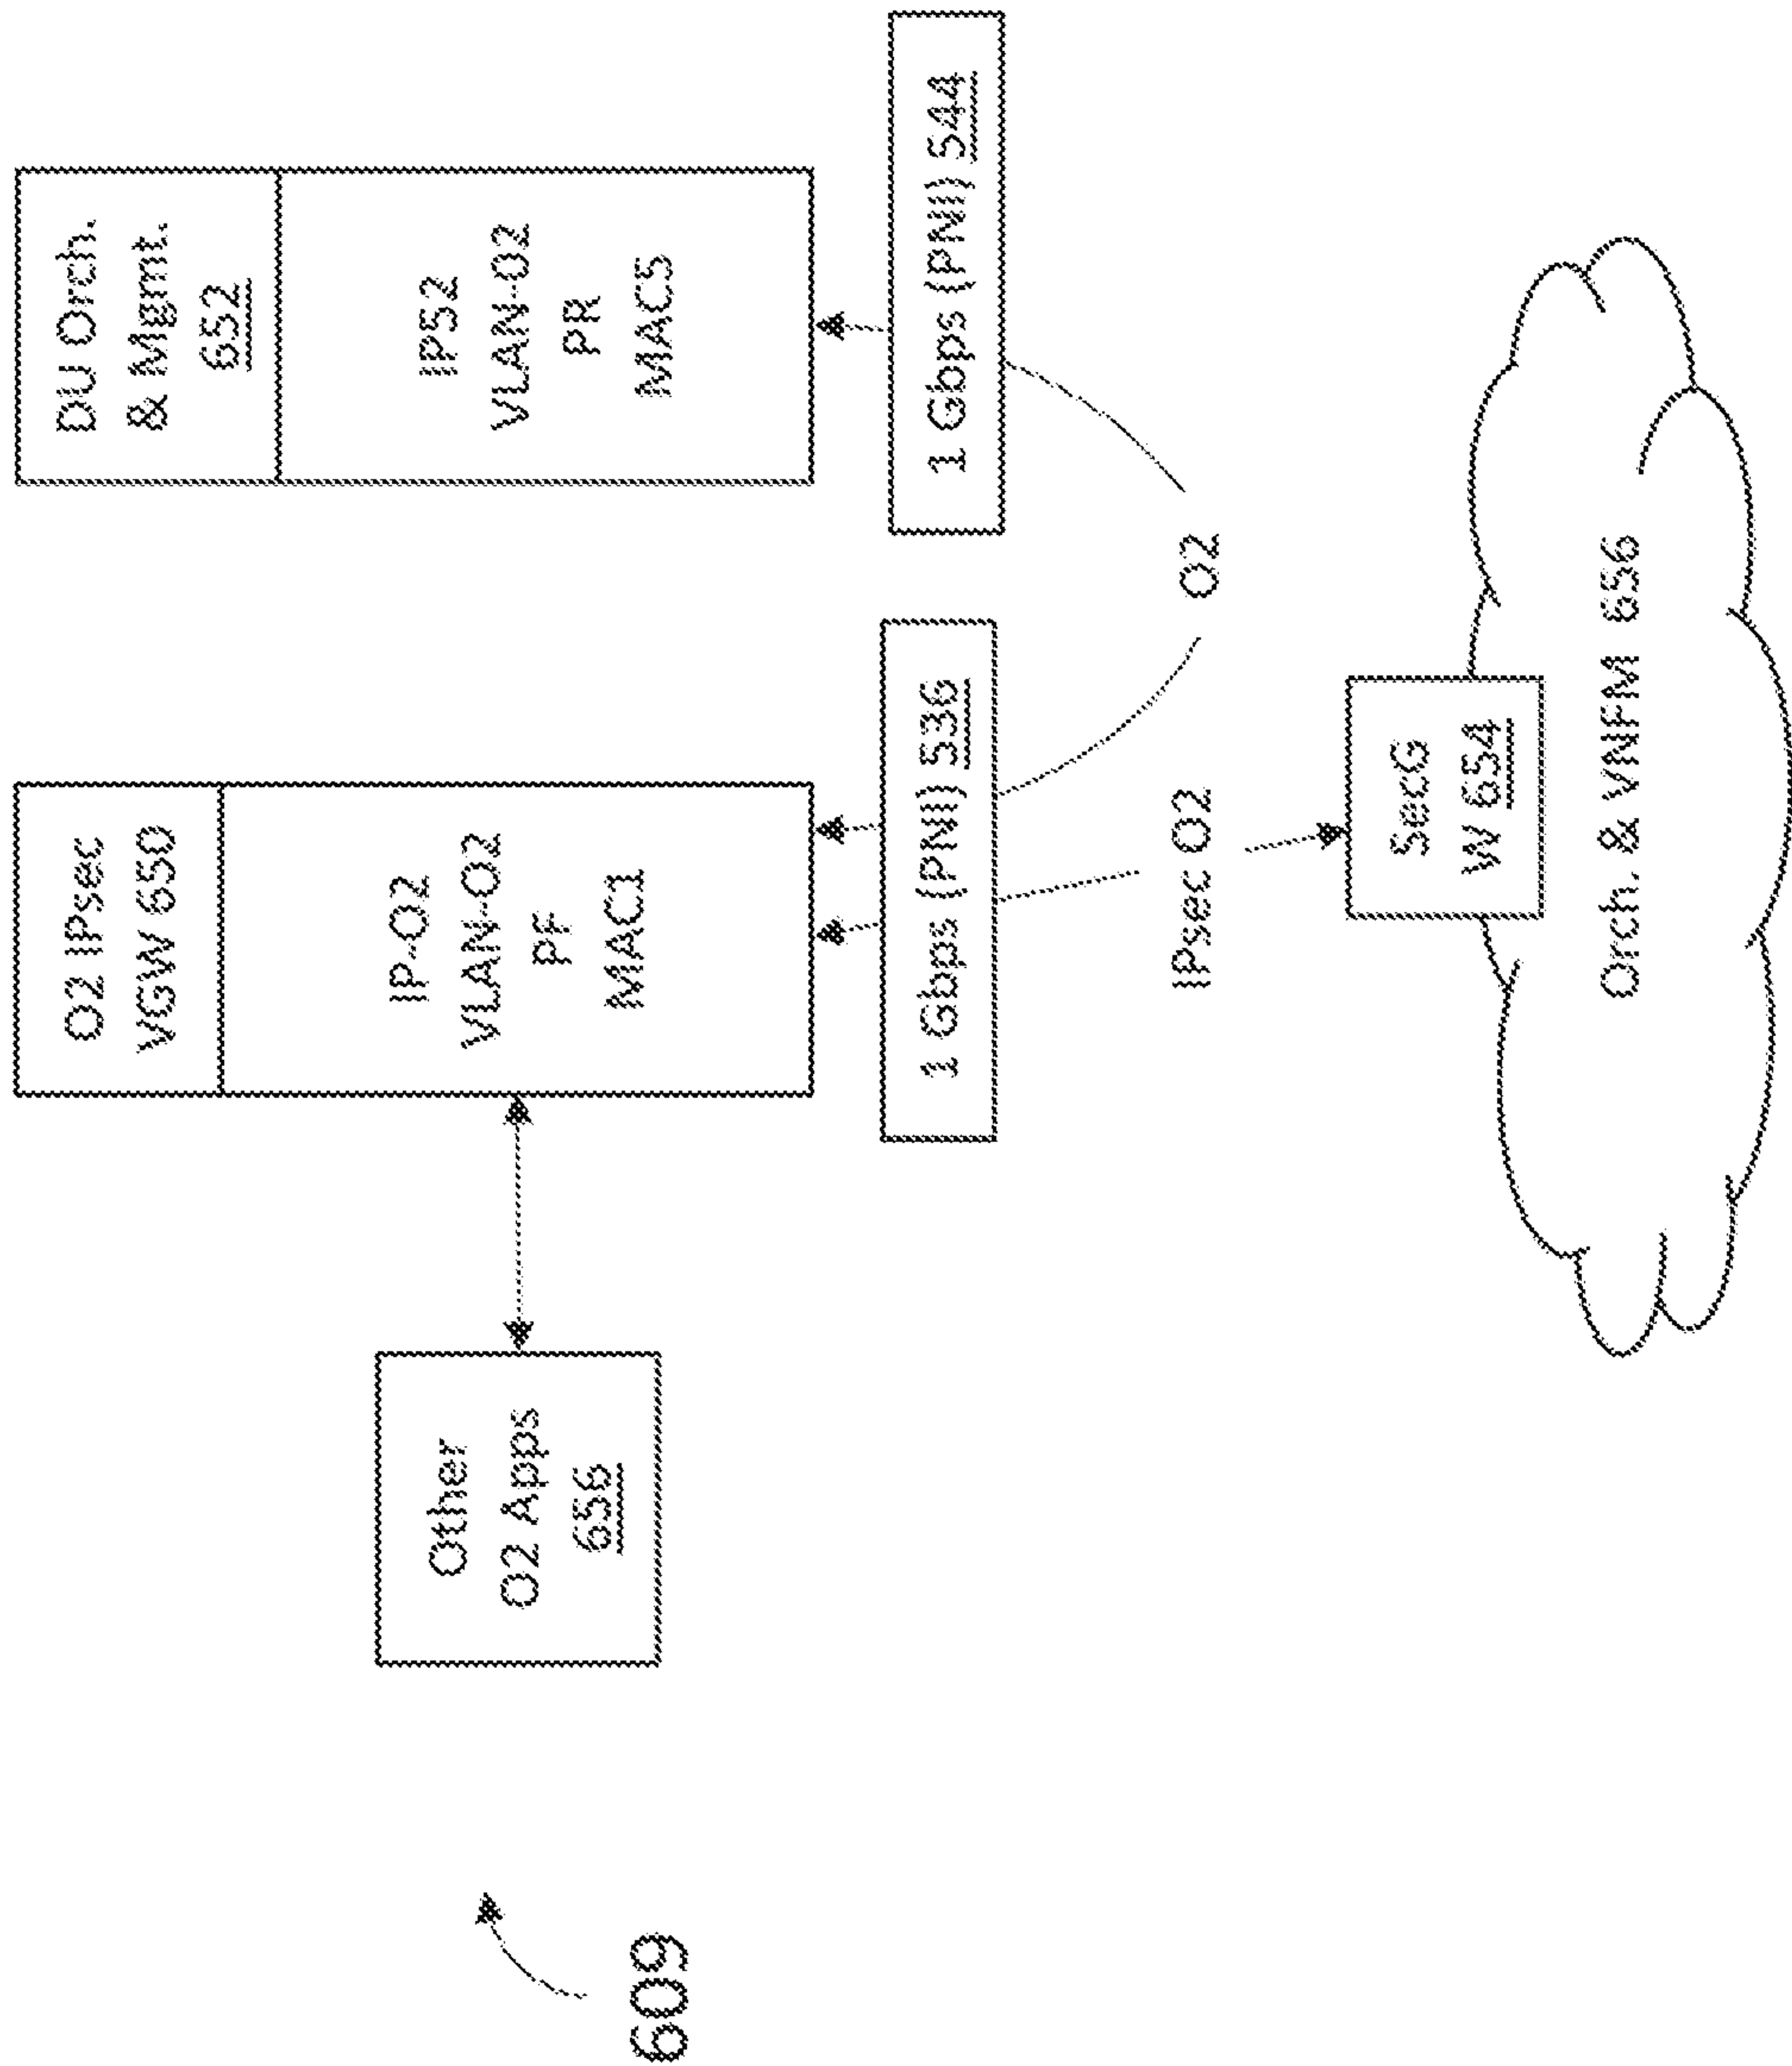 609
Other
O2 Apps
656
O2 IPsec
VGW 650
IP-O2
VLAN-O2
PF
MAC1
DU Orch.
& Mgmt.
652
IP52
VLAN-O2
PR
MAC5
1 Gbps (PNI) 536
1 Gbps (PNI) 544
IPsec O2
O2
SecG
W 654
Orch. & VNFM 656